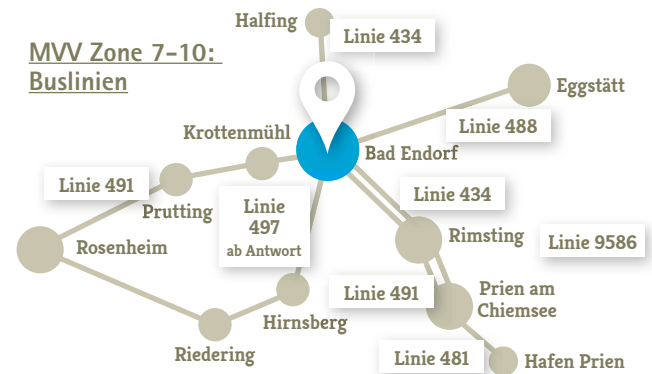 MVV Zone 7–10:
Buslinien
Halfing
Linie 434
Eggstätt
Linie 488
Krottenmühl
Bad Endorf
Linie 491
Prutting
Linie
497
ab Antwort
Linie 434
Rosenheim
Rimsting
Linie 9586
Linie 491
Prien am
Chiemsee
Hirnsberg
Riedering
Linie 481
Hafen Prien